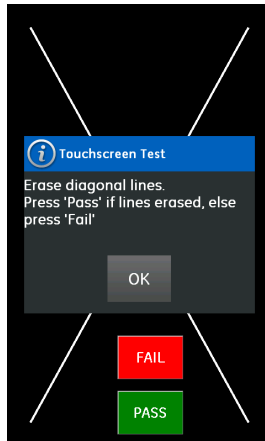 Touchscreen Test
Erase diagonal lines.
Press 'Pass' if lines erased, else
press 'Fail'
OK
FAIL
PASS